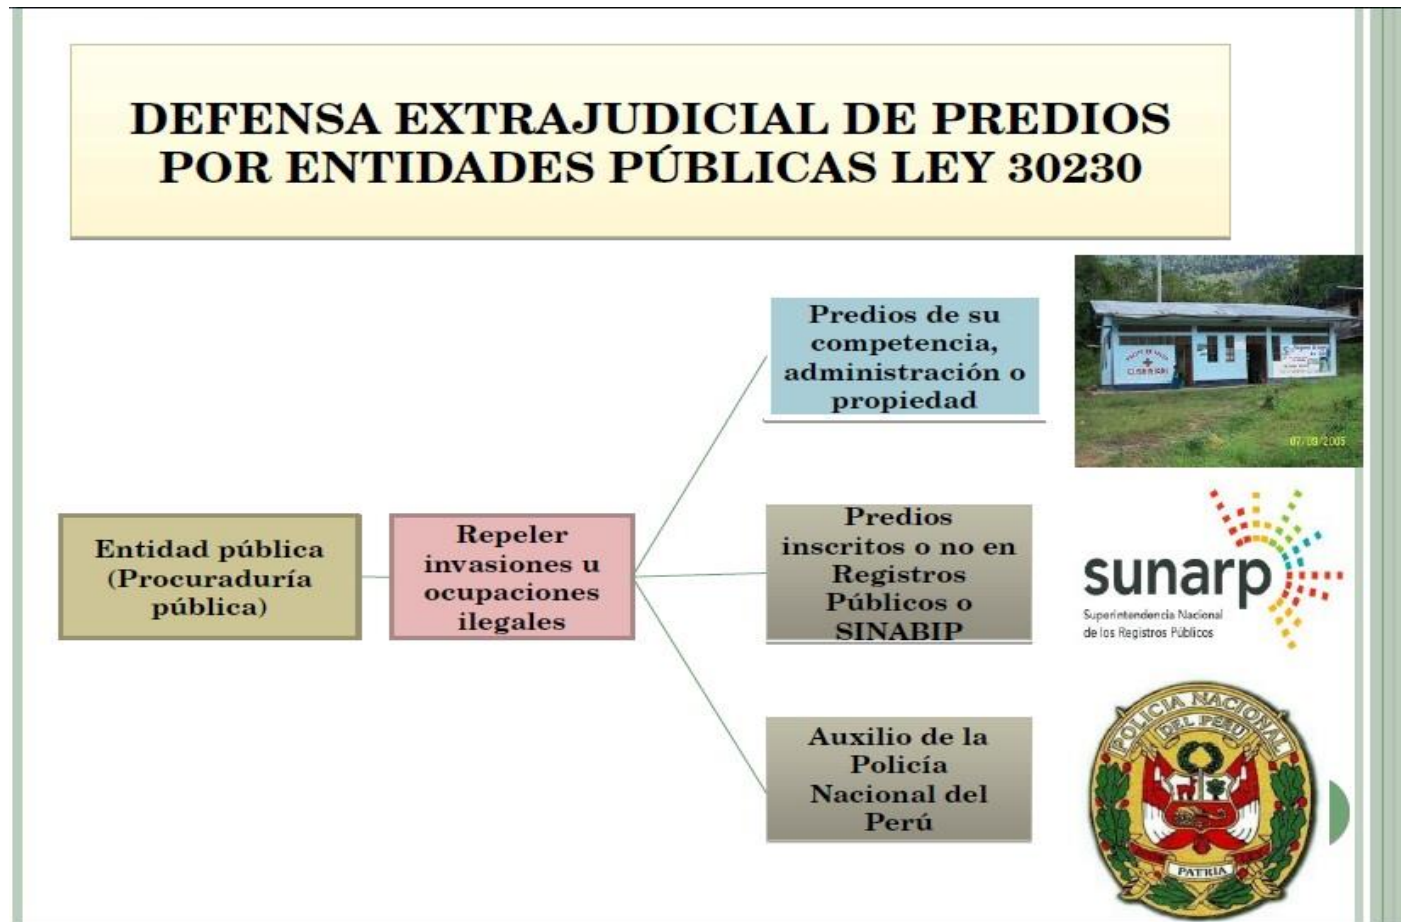 DEFENSA EXTRAJUDICIAL DE PREDIOS
POR ENTIDADES PÚBLICAS LEY 30230
Predios de su
competencia,
administración o
propiedad
07/09/2005
Entidad pública
(Procuraduría
pública)
Repeler
invasiones u
ocupaciones
ilegales
Predios
inscritos o no en
Registros
Públicos o
SINABIP
sunarp
Superintendencia Nacional
de los Registros Públicos
Auxilio de la
Policía
Nacional del
Perú
POLICIA NACIONAL
DEL PERU
PATRIA